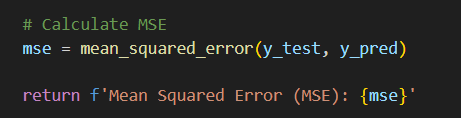 # Calculate MSE
mse = mean_squared_error(y_test, y_pred)
return f'Mean Squared Error (MSE): {mse}'